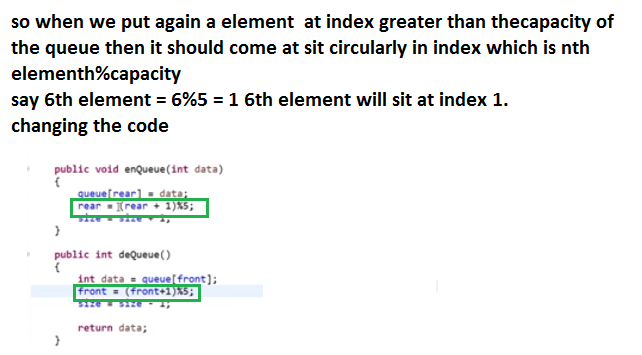 so when we put again a element  at index greater than thecapacity of
the queue then it should come at sit circularly in index which is nth
elementh%capacity
say 6th element = 6%5 = 1 6th element will sit at index 1.
changing the code
public void enQueue(int data)
{
queue[rear] = data;
rear = (rear + 1)%5;
size = size + 1;
}
public int deQueue()
{
int data = queue[front];
front = (front+1)%5;
size = size - 1;
return data;
}